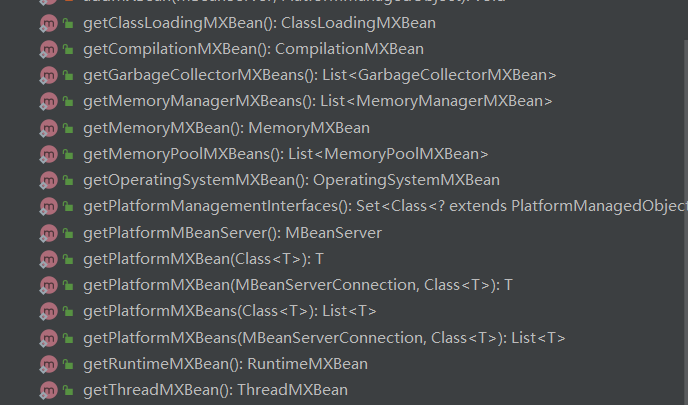 getClassLoadingMXBean(): ClassLoadingMXBean
getCompilationMXBean(): CompilationMXBean
getGarbageCollectorMXBeans(): List<GarbageCollectorMXBean>
getMemoryManagerMXBeans(): List<MemoryManagerMXBean>
getMemoryMXBean(): MemoryMXBean
getMemoryPoolMXBeans(): List<MemoryPoolMXBean>
getOperatingSystemMXBean(): OperatingSystemMXBean
getPlatformManagementInterfaces(): Set<Class<? extends PlatformManagedObject
getPlatformMBeanServer(): MBeanServer
getPlatformMXBean(Class<T>): T
getPlatformMXBean(MBeanServerConnection, Class<T>): T
getPlatformMXBeans(Class<T>): List<T>
getPlatformMXBeans(MBeanServerConnection, Class<T>): List<T>
getRuntimeMXBean(): RuntimeMXBean
getThreadMXBean(): ThreadMXBean